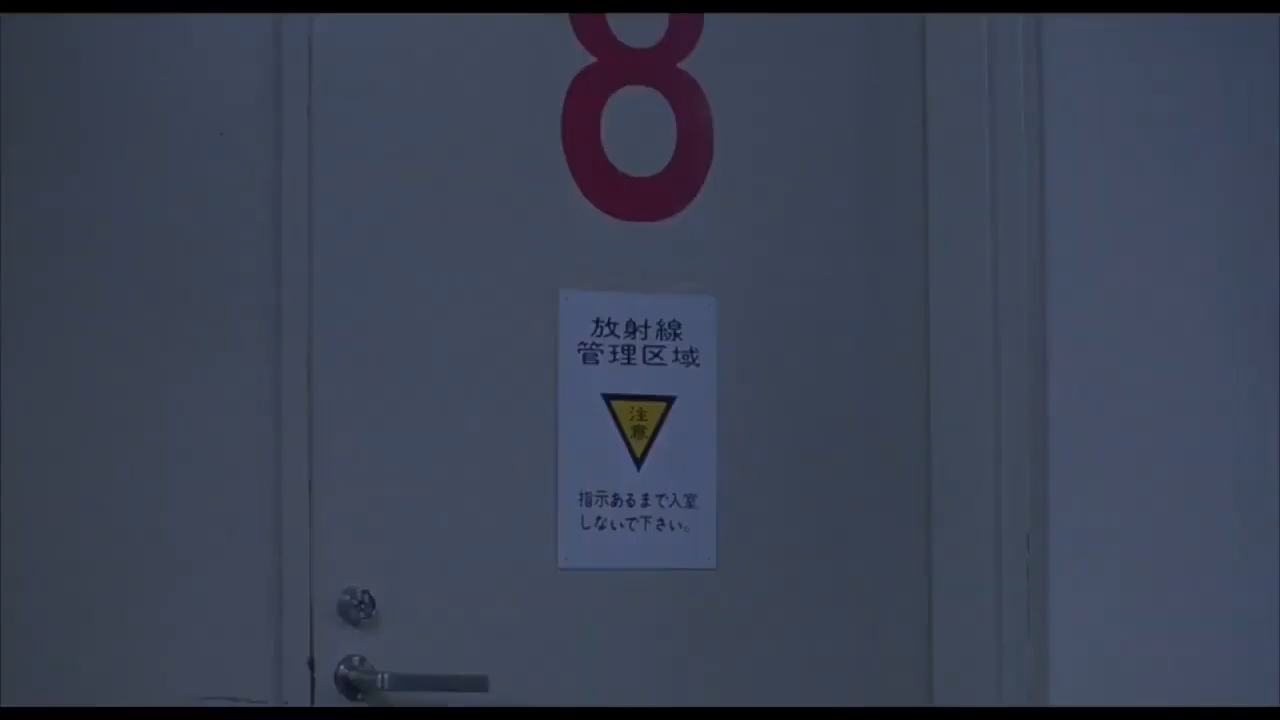 8
放射線
管理区域
注
意
指示あるまで入室
しないで下さい。